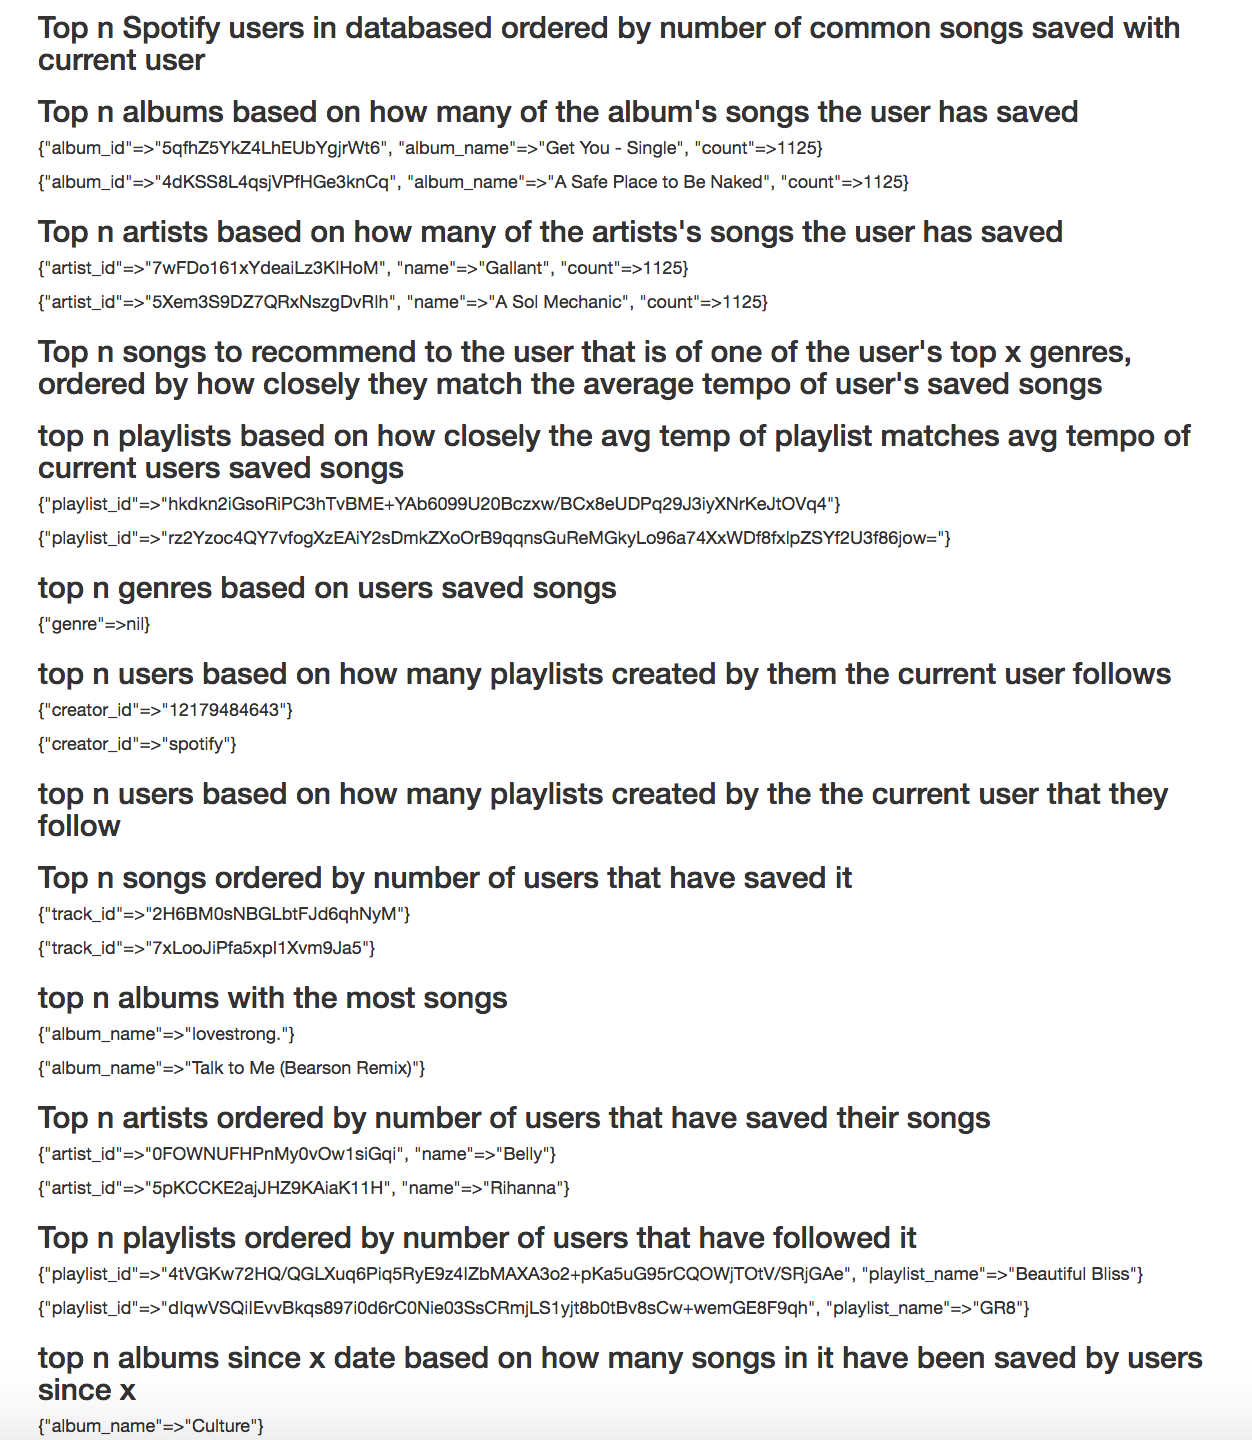 Top n Spotify users in databased ordered by number of common songs saved with
current user
Top n albums based on how many of the album's songs the user has saved
{"album_id"=>"5qfhZ5YkZ4LhEUbYgjrWt6", "album_name"=>"Get You - Single", "count"=>1125}
{"album_id"=>"4dKSS8L4qsjVPfHGe3knCq", "album_name"=>"A Safe Place to Be Naked", "count"=>1125}
Top n artists based on how many of the artists's songs the user has saved
{"artist_id"=>"7wFDo161xYdeaiLz3KlHoM", "name"=>"Gallant", "count"=>1125}
{"artist_id"=>"5Xem3S9DZ7QRxNszgDvRIh", "name"=>"A Sol Mechanic", "count"=>1125}
Top n songs to recommend to the user that is of one of the user's top x genres,
ordered by how closely they match the average tempo of user's saved songs
top n playlists based on how closely the avg temp of playlist matches avg tempo of
current users saved songs
{"playlist_id"=>"hkdkn2iGsoRiPC3hTvBME+YAb6099U20Bczxw/BCx8eUDPq29J3iyXNrKeJtOVq4"}
{"playlist_id"=>"rz2Yzoc4QY7vfogXzEAiY2sDmkZXoOrB9qqnsGuReMGkyLo96a74XxWDf8fxlpZSYf2U3f86jow="}
top n genres based on users saved songs
{"genre"=>nil}
top n users based on how many playlists created by them the current user follows
{"creator_id"=>"12179484643"}
{"creator_id"=>"spotify"}
top n users based on how many playlists created by the the current user that they
follow
Top n songs ordered by number of users that have saved it
{"track_id"=>"2H6BM0sNBGLbtFJd6qhNyM"}
{"track_id"=>"7xLooJiPfa5xpI1Xvm9Ja5"}
top n albums with the most songs
{"album_name"=>"lovestrong."}
{"album_name"=>"Talk to Me (Bearson Remix)"}
Top n artists ordered by number of users that have saved their songs
{"artist_id"=>"0FOWNUFHPnMy0vOw1siGqi", "name"=>"Belly"}
{"artist_id"=>"5pKCCKE2ajJHZ9KAiaK11H", "name"=>"Rihanna"}
Top n playlists ordered by number of users that have followed it
{"playlist_id"=>"4tVGKw72HQ/QGLXuq6Piq5RyE9z4IZbMAXA3o2+pKa5uG95rCQOWjTOtV/SRjGAe", "playlist_name"=>"Beautiful Bliss"}
{"playlist_id"=>"dIqwVSQiIEvvBkqs897i0d6rC0Nie03SsCRmjLS1yjt8b0tBv8sCw+wemGE8F9qh", "playlist_name"=>"GR8"}
top n albums since x date based on how many songs in it have been saved by users
since x
{"album_name"=>"Culture"}